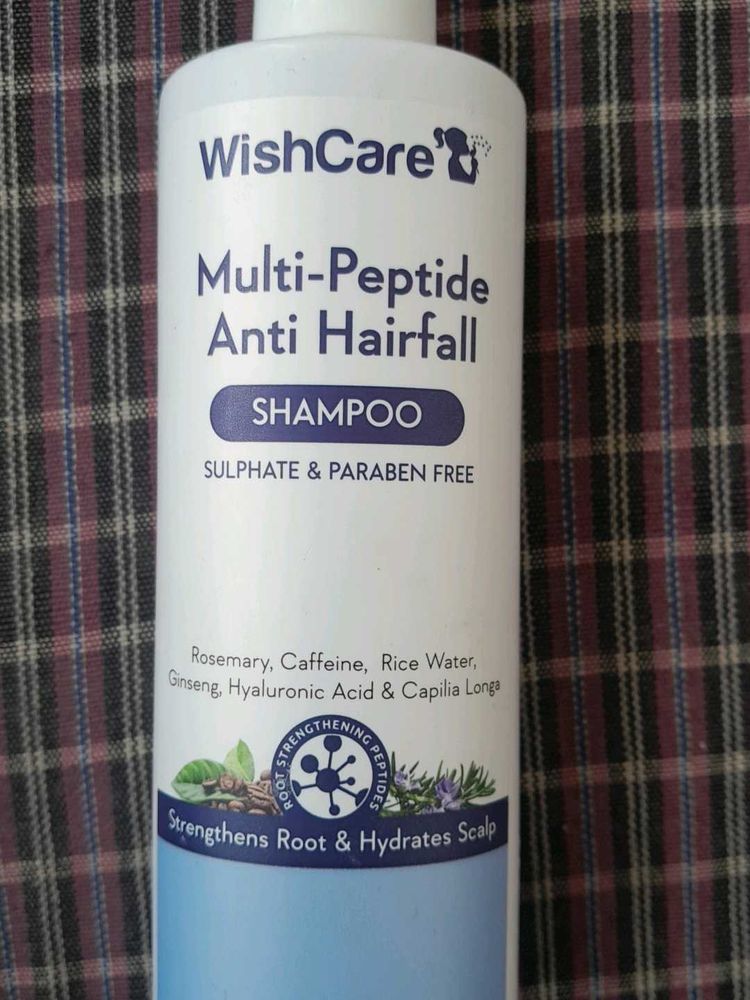 WishCare
Multi-Peptide
Anti Hairfall
SHAMPOO
SULPHATE & PARABEN FREE
Rosemary, Caffeine, Rice Water,
Ginseng, Hyaluronic Acid & Capilia Longa
ROOT STRENGTHENING PEPTIDES
Strengthens Root & Hydrates Scalp